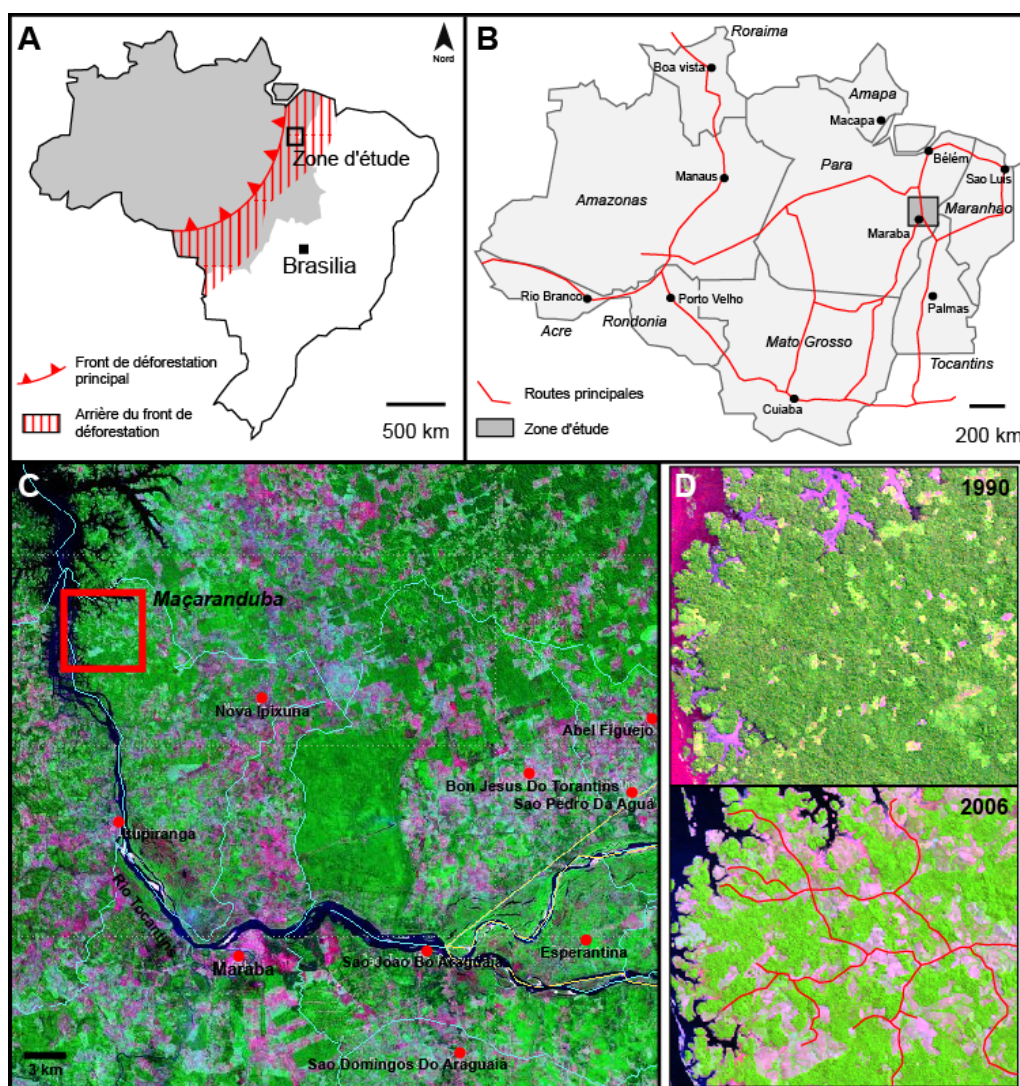 A
Nord
Zone d'étude
Brasilia
Front de déforestation
principal
Arrière du front de
déforestation
500 km
B
Roraima
Boa vista
Amapa
Macapa
Para
Bélém
Sao Luis
Manaus
Amazonas
Maranhao
Maraba
Rio Branco
Porto Velho
Palmas
Acre
Rondonia
Mato Grosso
Tocantins
Routes principales
Cuiaba
Zone d'étude
200 km
C
Maçaranduba
Nova Ipixuna
Abel Figuejo
Bon Jesus Do Torantins
Sao Pedro Da Aguá
Itupiranga
Rio Tocantins
Maraba
Sao Joao Bo Araguaia
Esperantina
3 km
Sao Domingos Do Araguaiá
D
1990
2006